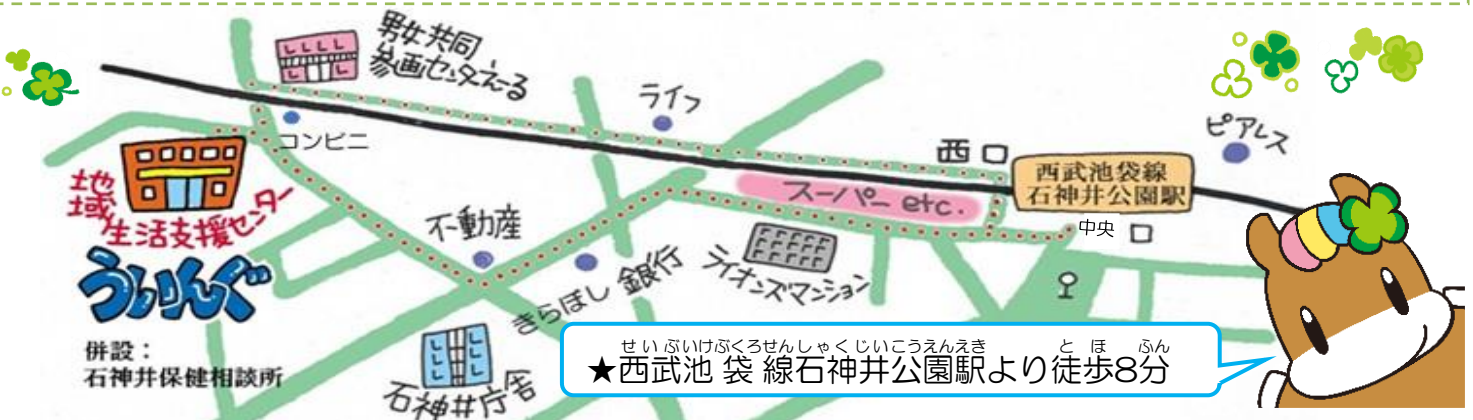 男女共同
参画センターえーる
ライフ
ピアレス
コンビニ
西口
西武池袋線
石神井公園駅
スーパー etc.
中央 口
地域
生活支援センター
ういんぐ
不動産
きらぼし 銀行
ライオンズマンション
併設：
石神井保健相談所
石神井庁舎
せいぶいけぶくろせんしゃくじいこうえんえき とほ ふん
★西武池袋線石神井公園駅より徒歩8分